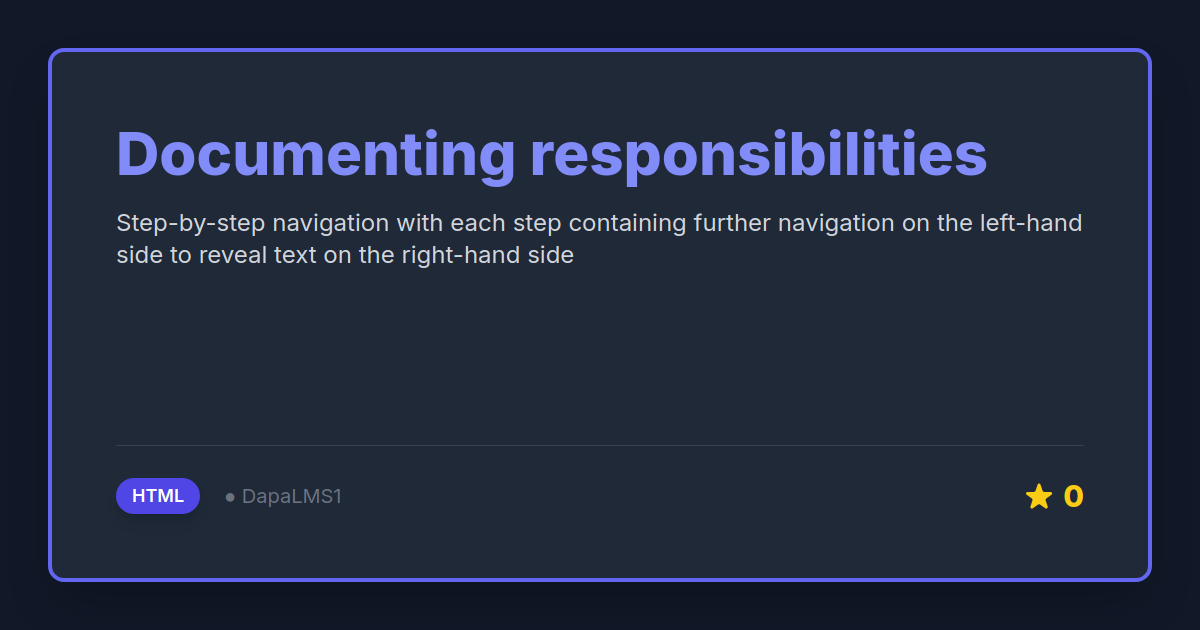 Documenting responsibilities
Step-by-step navigation with each step containing further navigation on the left-hand
side to reveal text on the right-hand side
HTML
● DapaLMS1
★ 0